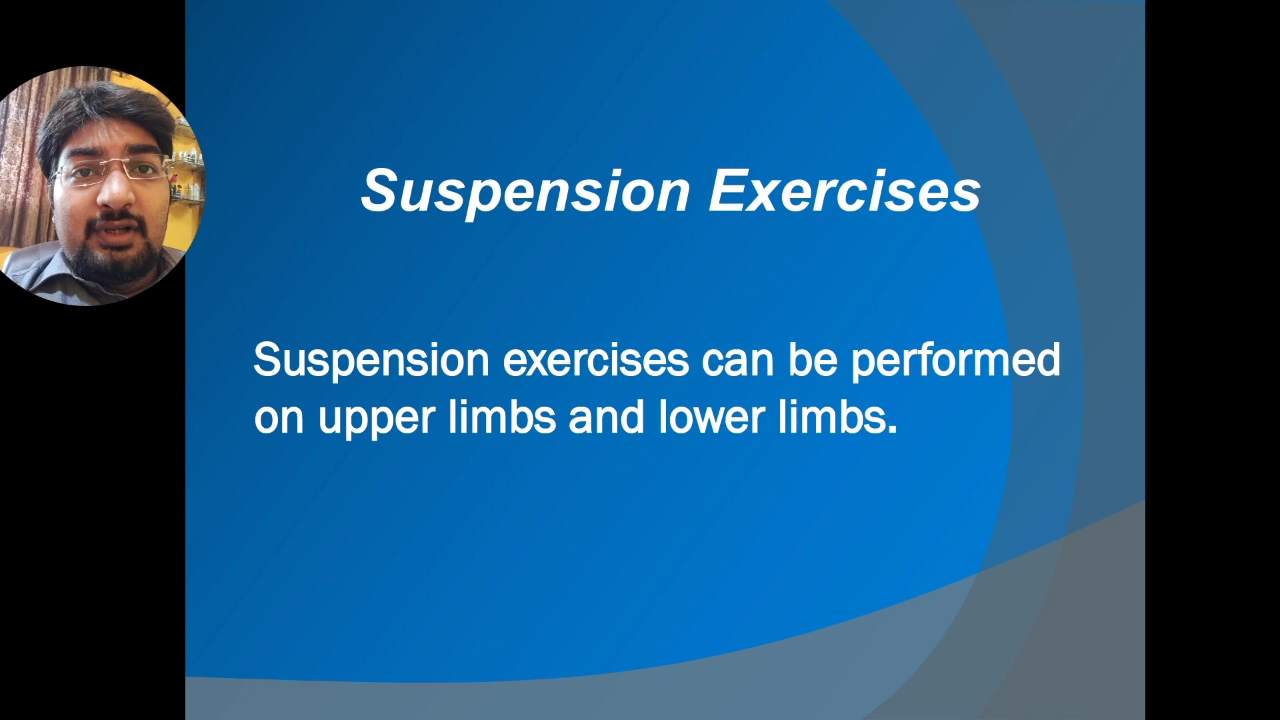 Suspension Exercises
Suspension exercises can be performed
on upper limbs and lower limbs.